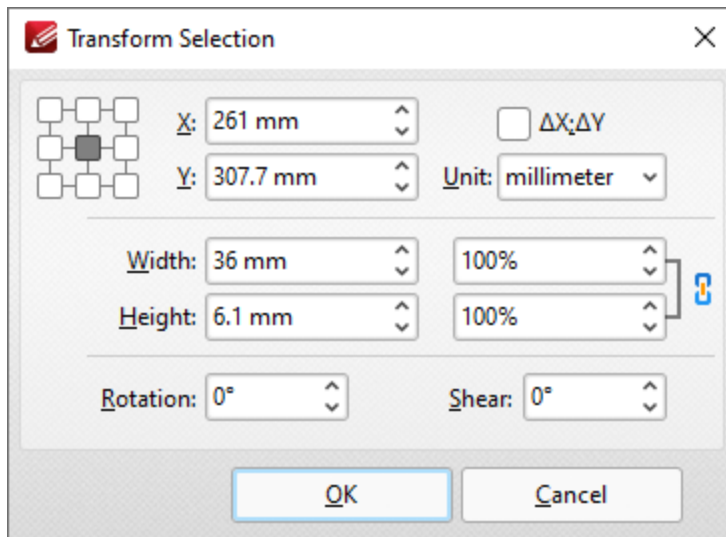 Transform Selection
X: 261 mm ΔX;ΔY
Y: 307.7 mm Unit: millimeter
Width: 36 mm 100%
Height: 6.1 mm 100%
Rotation: 0° Shear: 0°
OK Cancel